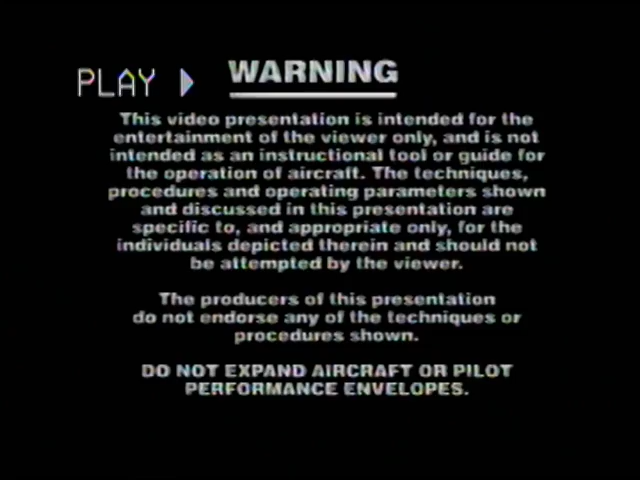 PLAY
WARNING
This video presentation is intended for the
entertainment of the viewer only, and is not
intended as an instructional tool or guide for
the operation of aircraft. The techniques,
procedures and operating parameters shown
and discussed in this presentation are
specific to, and appropriate only, for the
individuals depicted therein and should not
be attempted by the viewer.
The producers of this presentation
do not endorse any of the techniques or
procedures shown.
DO NOT EXPAND AIRCRAFT OR PILOT
PERFORMANCE ENVELOPES.